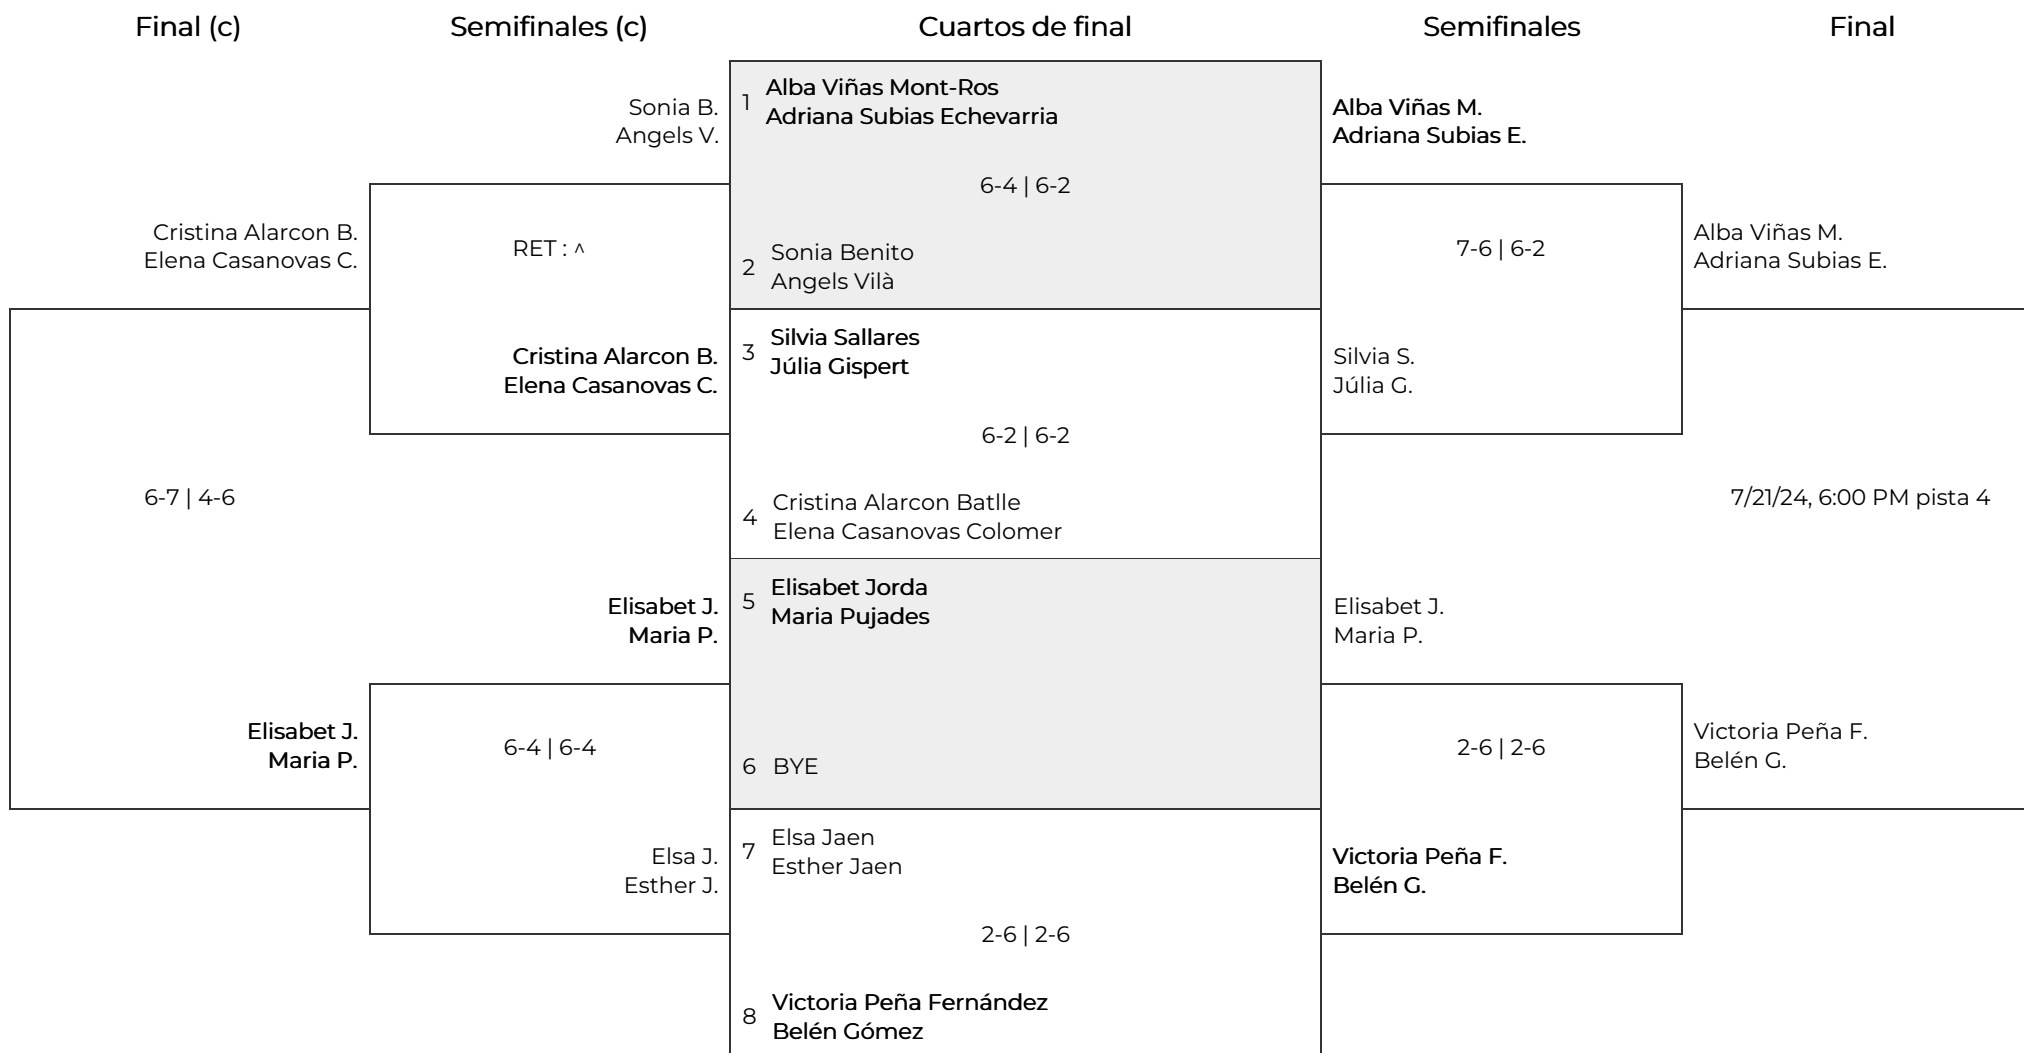 Final (c)
Semifinales (c)
Cuartos de final
Semifinales
Final
Cristina Alarcon B.
Elena Casanovas C.
6-7 | 4-6
Elisabet J.
Maria P.
Sonia B.
Angels V.
RET : ^
Cristina Alarcon B.
Elena Casanovas C.
Elisabet J.
Maria P.
6-4 | 6-4
Elsa J.
Esther J.
1 Alba Viñas Mont-Ros
Adriana Subias Echevarria
6-4 | 6-2
2 Sonia Benito
Angels Vilà
3 Silvia Sallares
Júlia Gispert
6-2 | 6-2
4 Cristina Alarcon Batlle
Elena Casanovas Colomer
5 Elisabet Jorda
Maria Pujades
6 BYE
7 Elsa Jaen
Esther Jaen
2-6 | 2-6
8 Victoria Peña Fernández
Belén Gómez
Alba Viñas M.
Adriana Subias E.
7-6 | 6-2
Silvia S.
Júlia G.
Elisabet J.
Maria P.
2-6 | 2-6
Victoria Peña F.
Belén G.
Alba Viñas M.
Adriana Subias E.
7/21/24, 6:00 PM pista 4
Victoria Peña F.
Belén G.